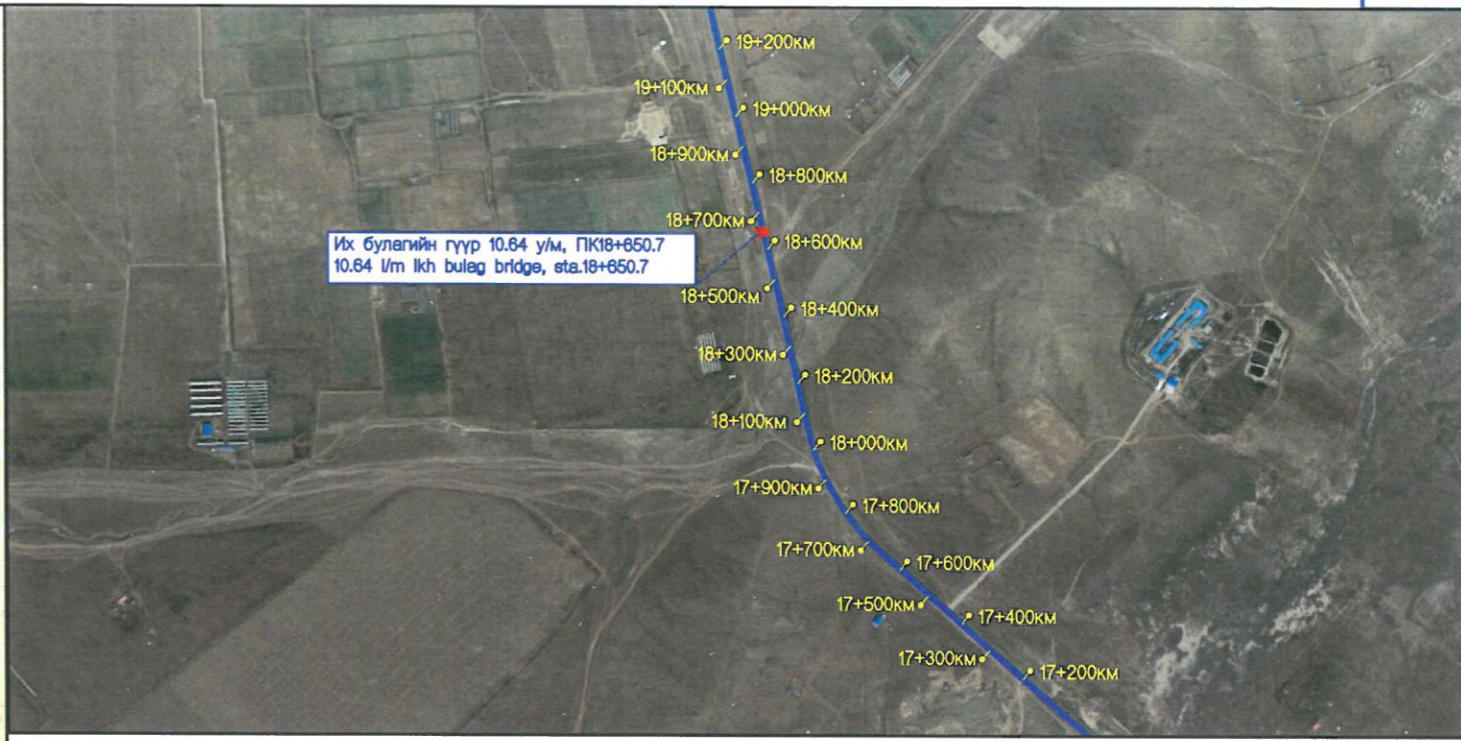 19+200км
19+100км
19+000км
18+900км
18+800км
18+700км
Их булагийн гүүр 10.64 у/м, ПК18+650.7
10.64 l/m Ikh bulag bridge, sta.18+650.7
18+600км
18+500км
18+400км
18+300км
18+200км
18+100км
18+000км
17+900км
17+800км
17+700км
17+600км
17+500км
17+400км
17+300км
17+200км